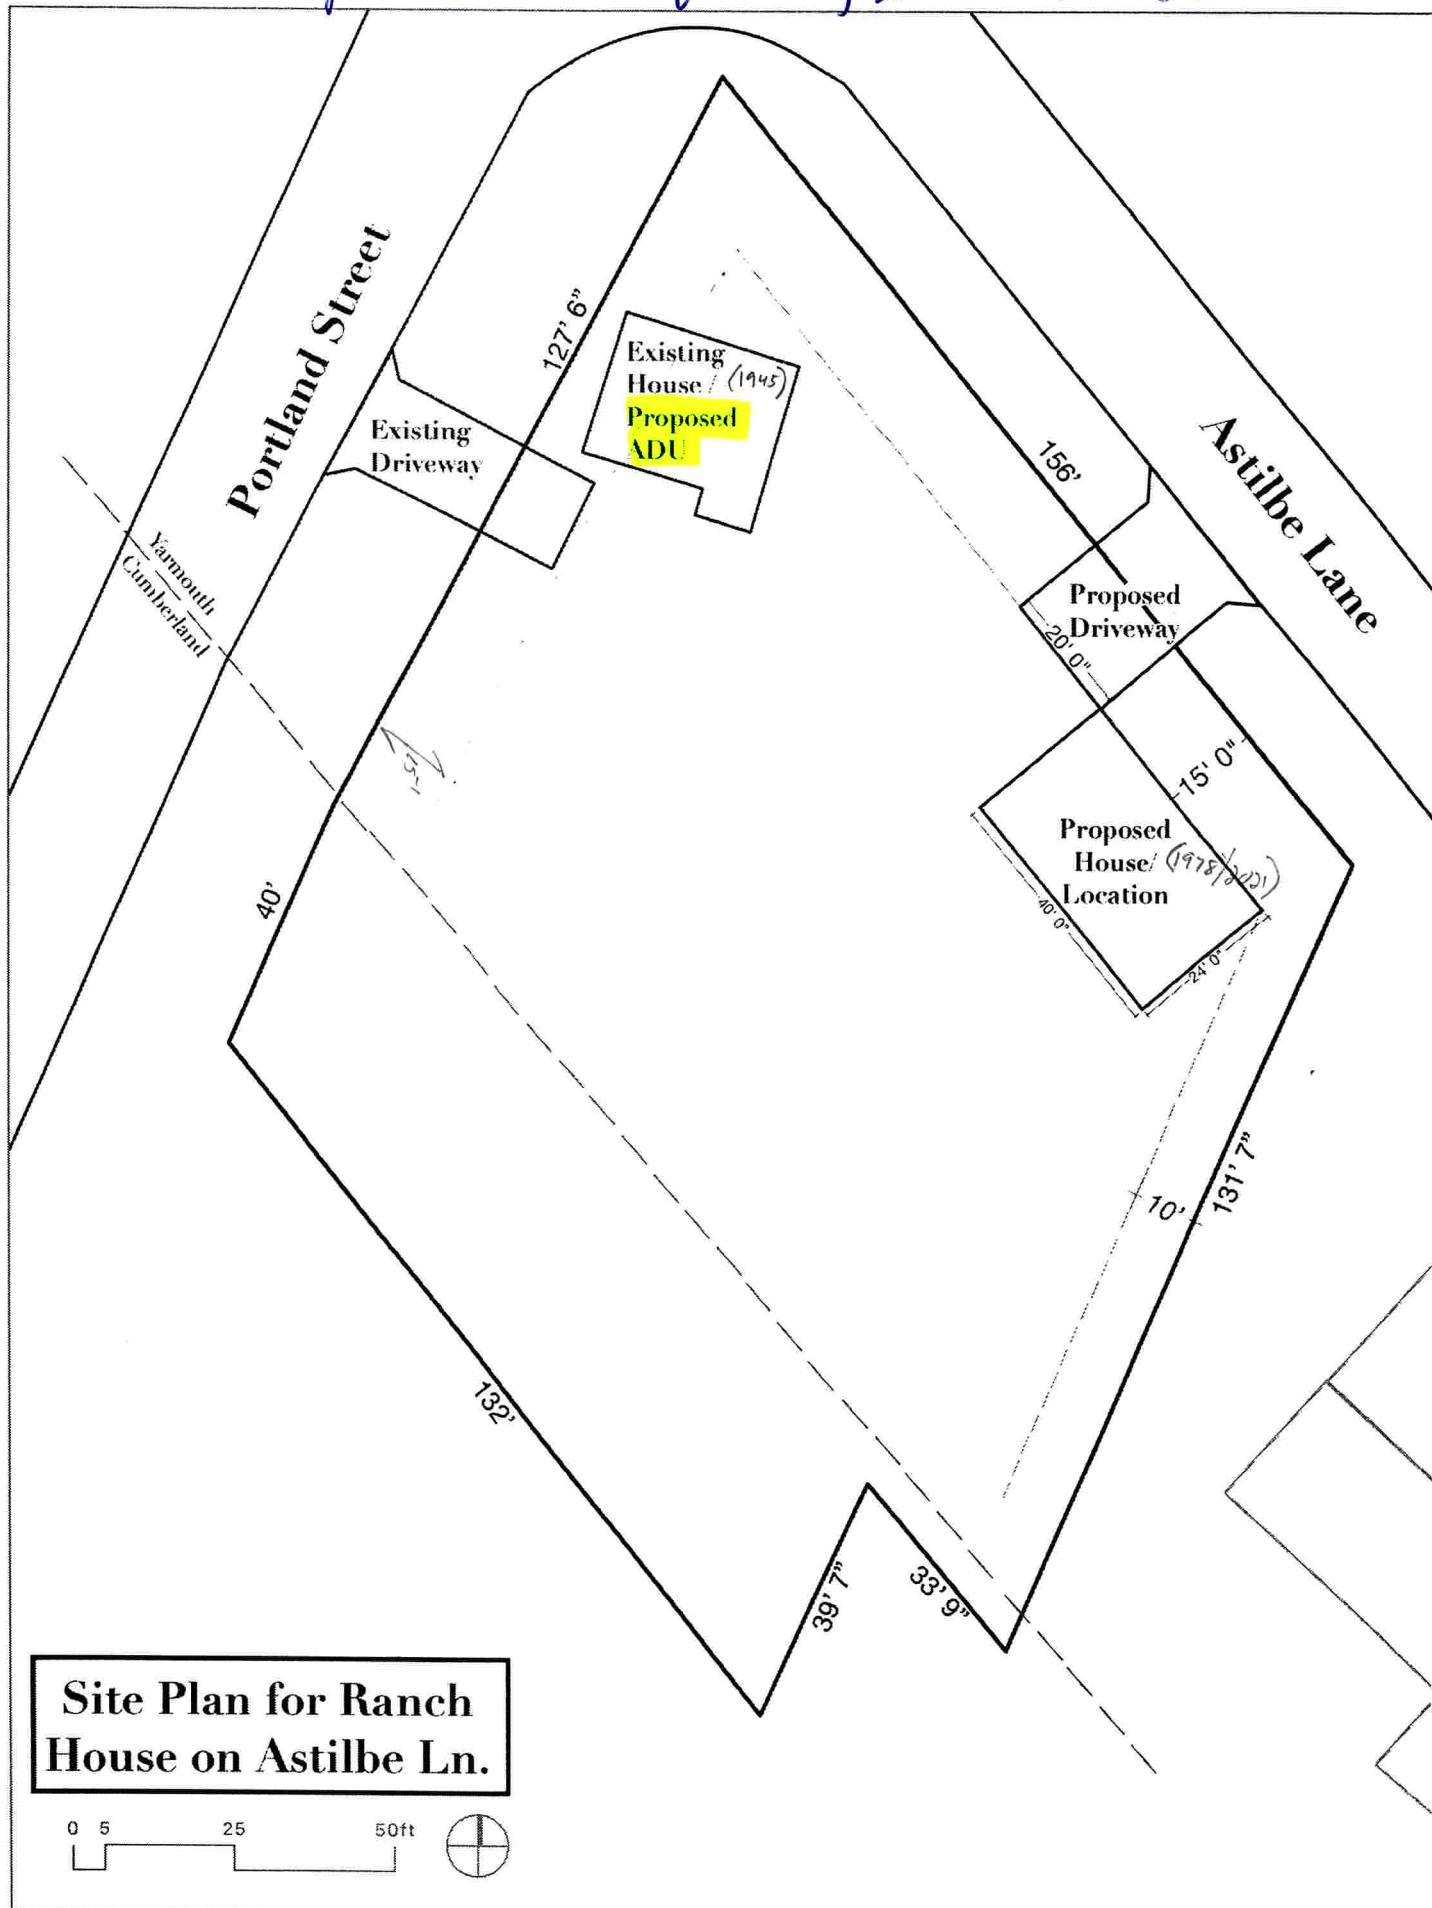 Portland Street
127' 6"
Existing
House / (1945)
Proposed
ADU
Existing
Driveway
156'
Astilbe Lane
Yarmouth
Cumberland
Proposed
Driveway
20' 0"
15' 0"
15'
Proposed
House/ (1978/2021)
Location
40' 0"
24' 0"
40'
131' 7"
10'
132'
39' 7"
33' 9"
Site Plan for Ranch
House on Astilbe Ln.
0 5 25 50ft